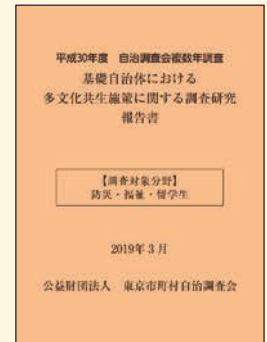 平成30年度　自治調査会複数年調査
基礎自治体における
多文化共生施策に関する調査研究
報告書
【調査対象分野】
防災・福祉・留学生
2019年3月
公益財団法人　東京市町村自治調査会